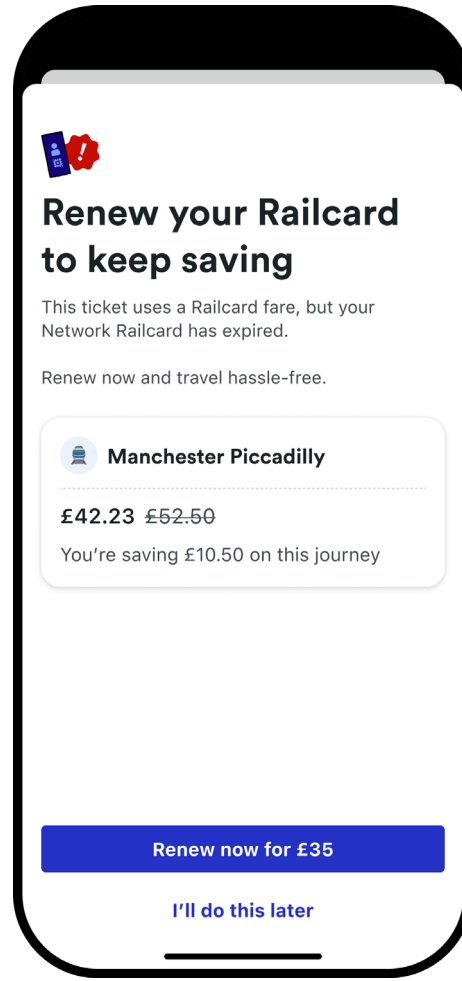 Renew your Railcard
to keep saving
This ticket uses a Railcard fare, but your
Network Railcard has expired.
Renew now and travel hassle-free.
Manchester Piccadilly
£42.23 £52.50
You’re saving £10.50 on this journey
Renew now for £35
I’ll do this later